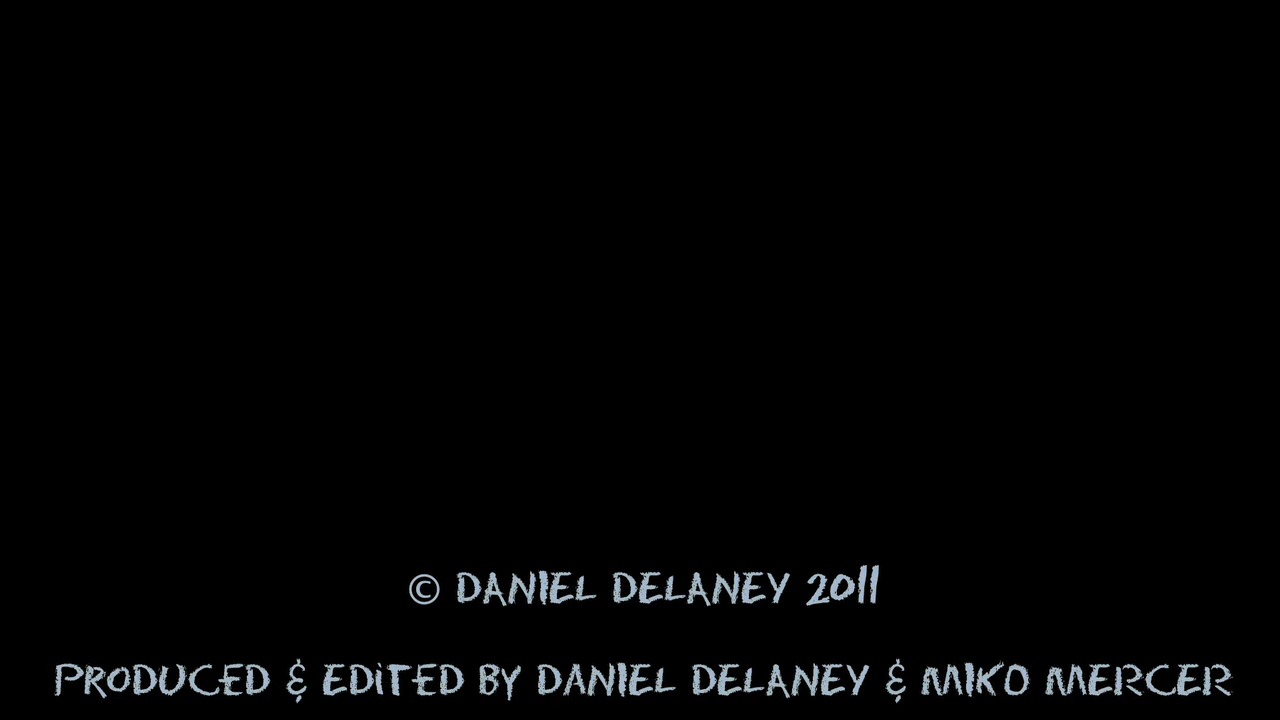 © DANIEL DELANEY 2011
PRODUCED & EDITED BY DANIEL DELANEY & MIKO MERCER